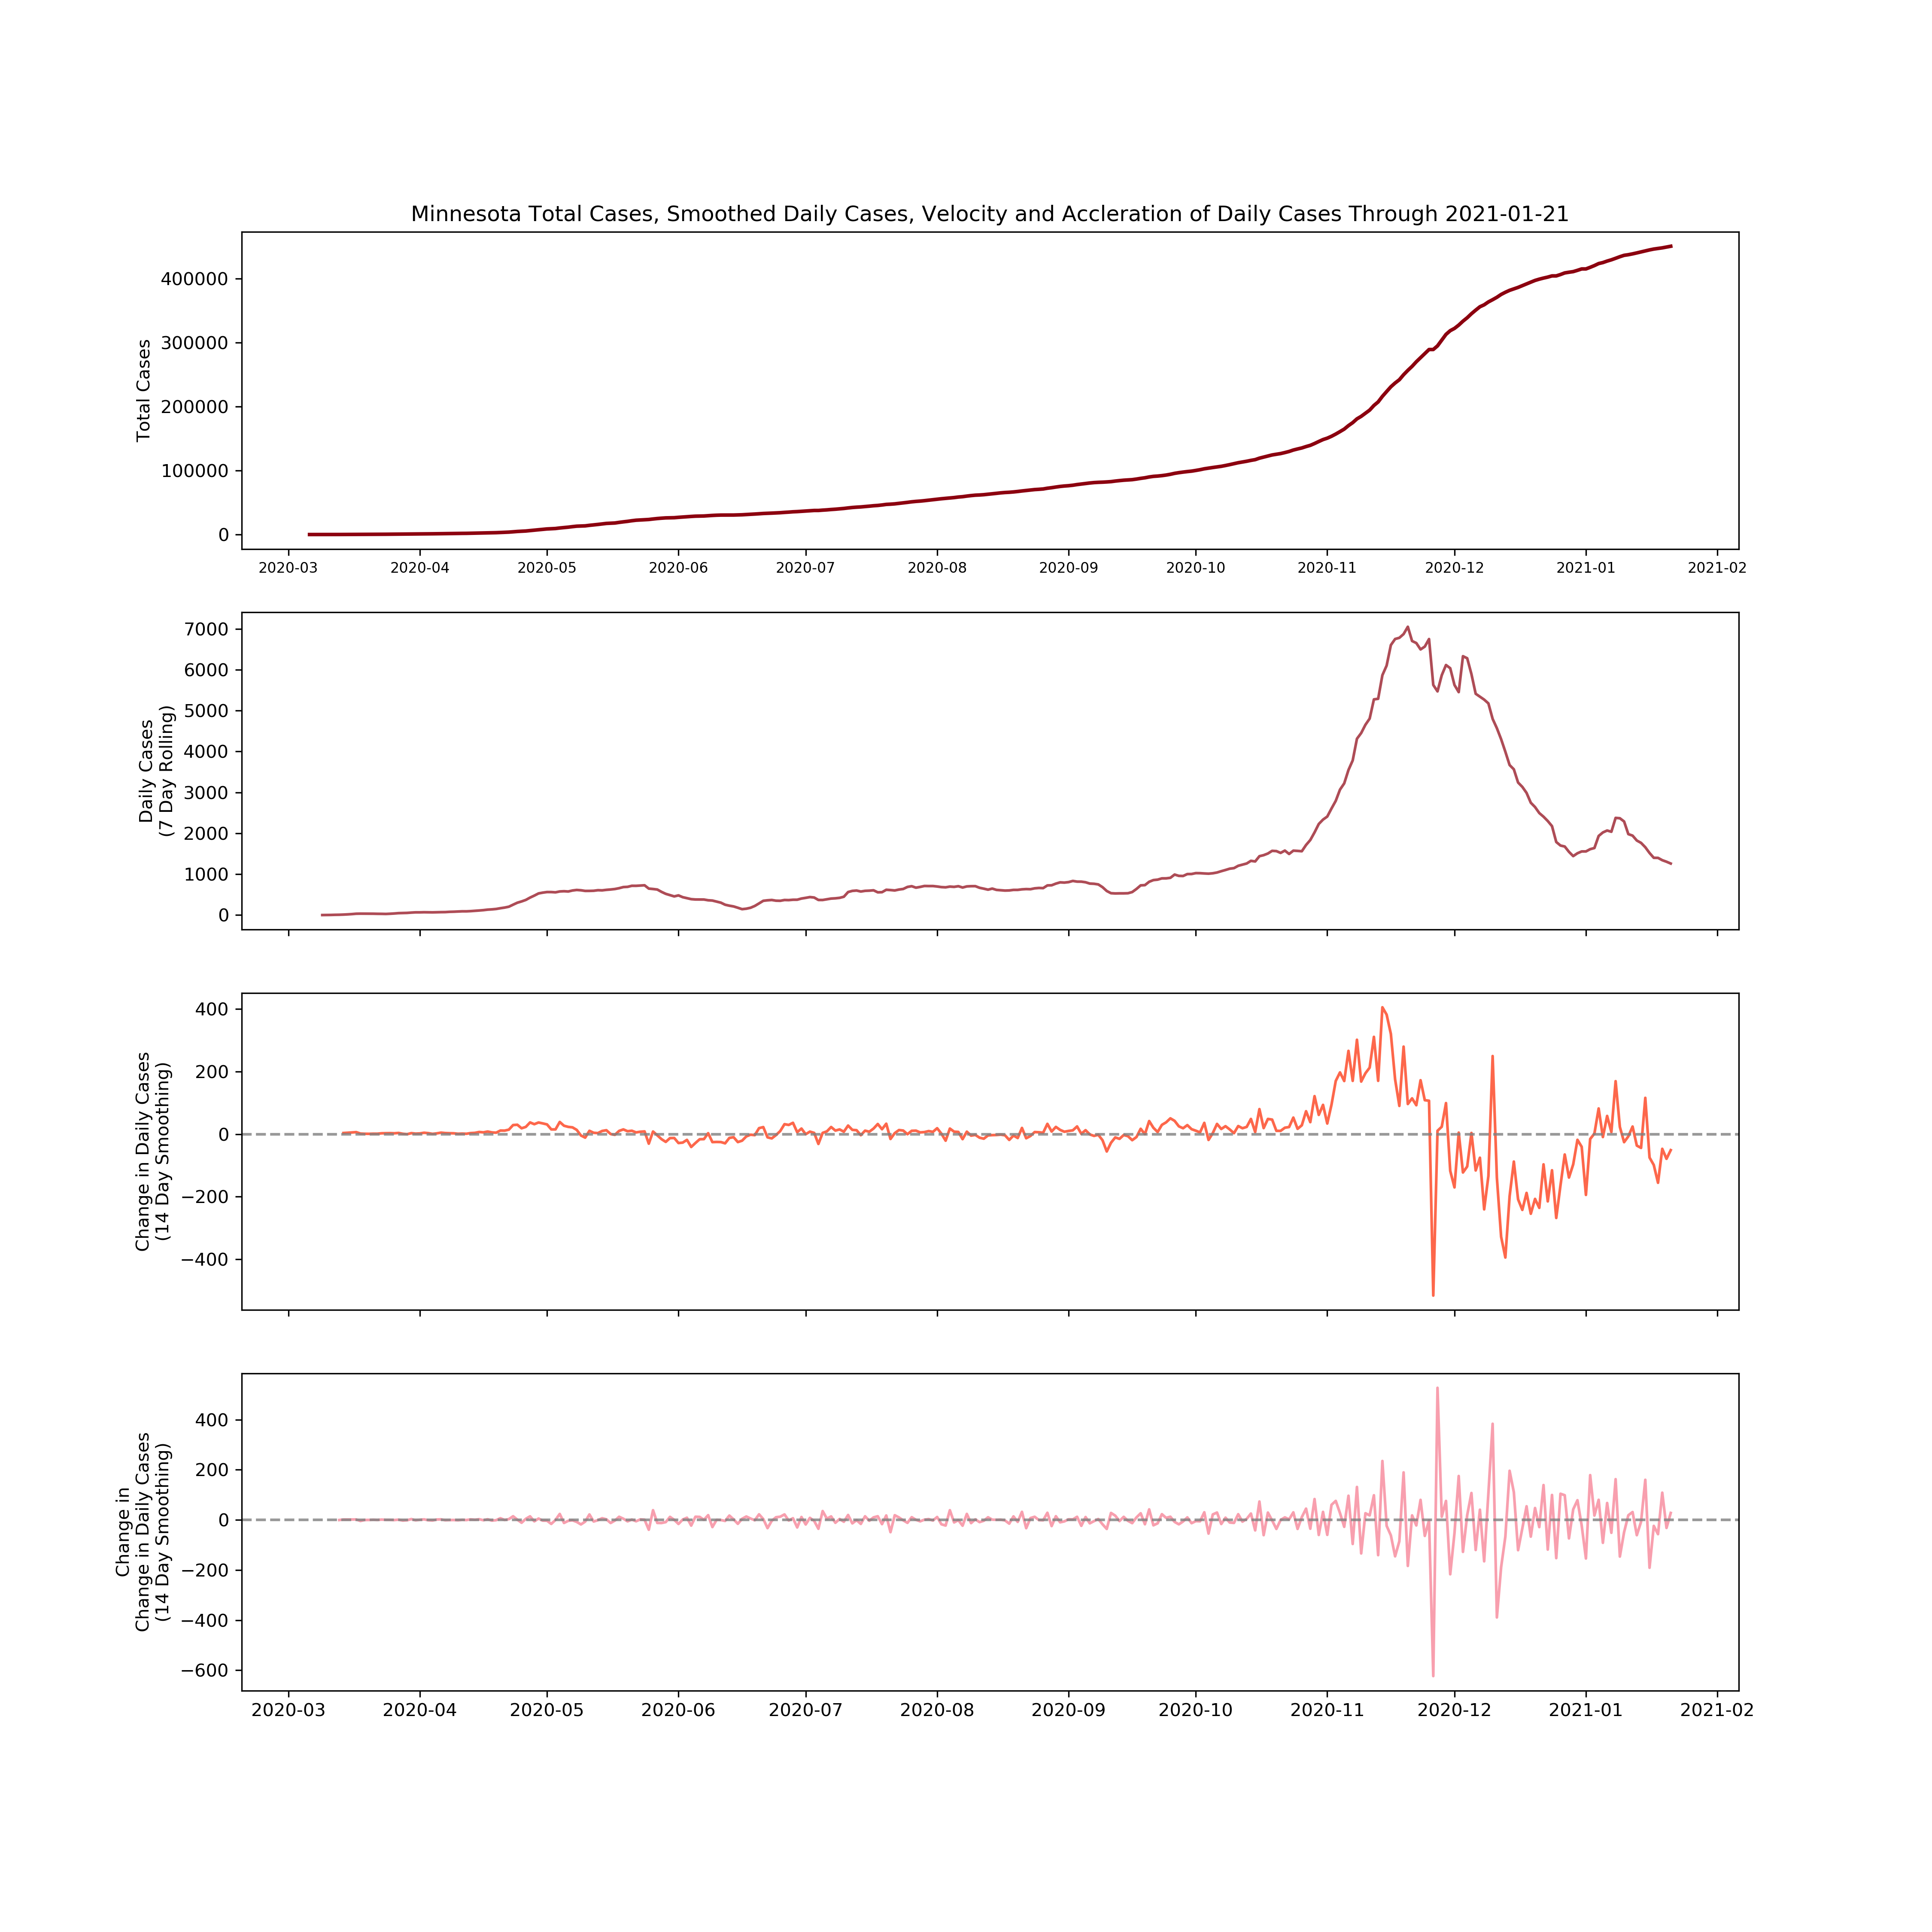 Minnesota Total Cases, Smoothed Daily Cases, Velocity and Accleration of Daily Cases Through 2021-01-21
Total Cases
400000
300000
200000
100000
0
2020-03 2020-04 2020-05 2020-06 2020-07 2020-08 2020-09 2020-10 2020-11 2020-12 2021-01 2021-02
Daily Cases
(7 Day Rolling)
7000
6000
5000
4000
3000
2000
1000
0
Change in Daily Cases
(14 Day Smoothing)
400
200
0
−200
−400
Change in
Change in Daily Cases
(14 Day Smoothing)
400
200
0
−200
−400
−600
2020-03 2020-04 2020-05 2020-06 2020-07 2020-08 2020-09 2020-10 2020-11 2020-12 2021-01 2021-02